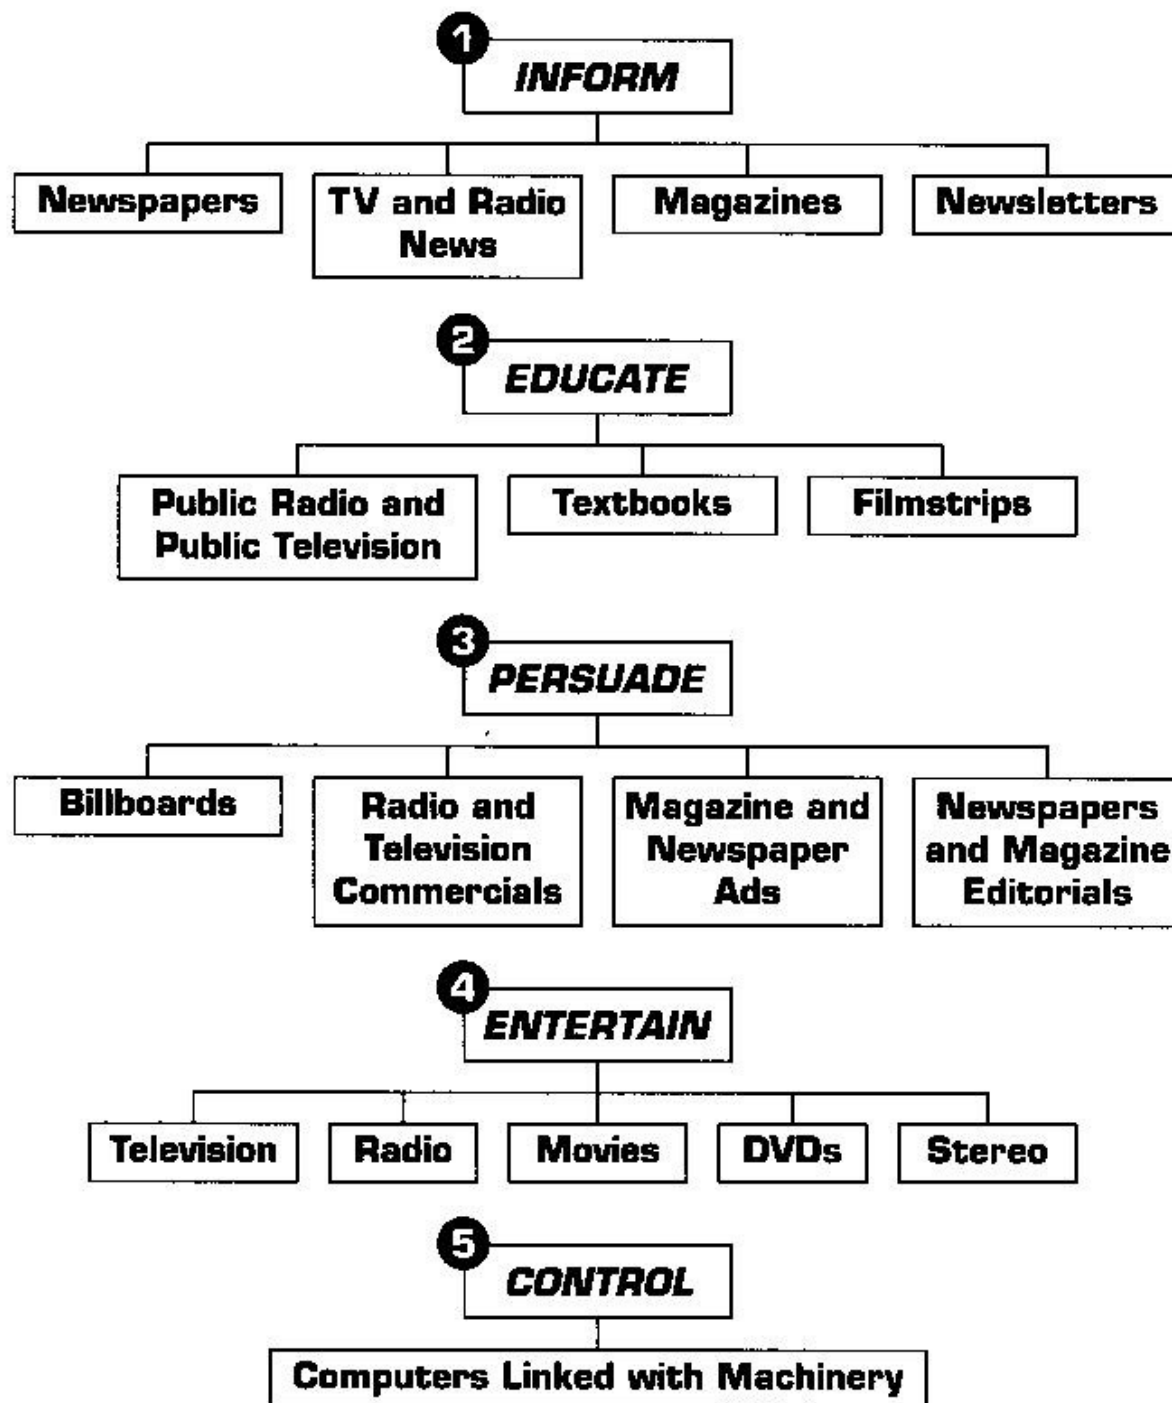 1
INFORM
Newspapers
TV and Radio
News
Magazines
Newsletters
2
EDUCATE
Public Radio and
Public Television
Textbooks
Filmstrips
3
PERSUADE
Billboards
Radio and
Television
Commercials
Magazine and
Newspaper
Ads
Newspapers
and Magazine
Editorials
4
ENTERTAIN
Television
Radio
Movies
DVDs
Stereo
5
CONTROL
Computers Linked with Machinery